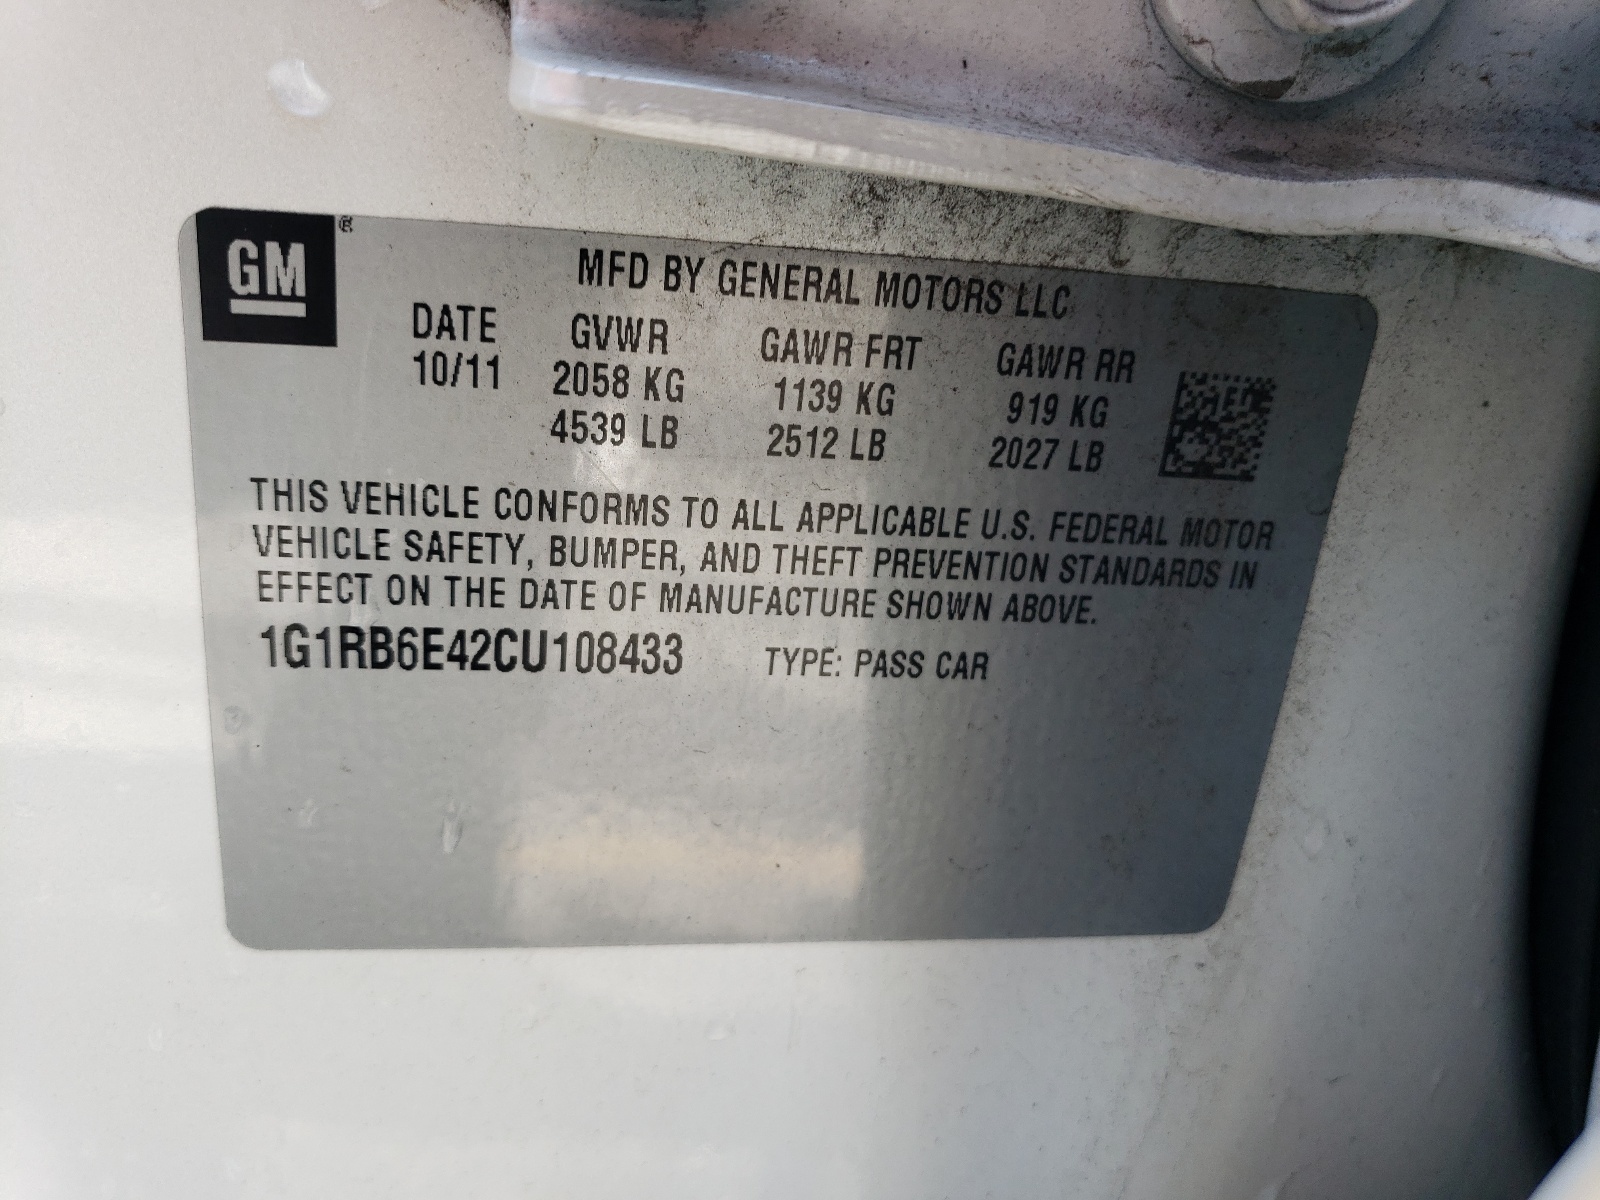 GM ®
MFD BY GENERAL MOTORS LLC
DATE GVWR GAWR FRT GAWR RR
10/11 2058 KG 1139 KG 919 KG
4539 LB 2512 LB 2027 LB
THIS VEHICLE CONFORMS TO ALL APPLICABLE U.S. FEDERAL MOTOR
VEHICLE SAFETY, BUMPER, AND THEFT PREVENTION STANDARDS IN
EFFECT ON THE DATE OF MANUFACTURE SHOWN ABOVE.
1G1RB6E42CU108433 TYPE: PASS CAR